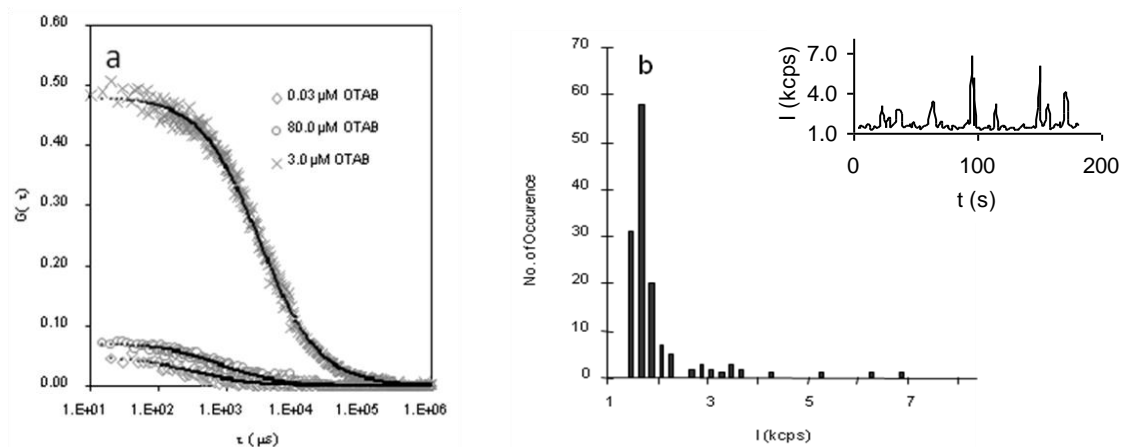 a
0.60
0.50
0.40
0.30
0.20
0.10
0.00
G( τ )
0.03 µM OTAB
80.0 µM OTAB
3.0 µM OTAB
1.E+01 1.E+02 1.E+03 1.E+04 1.E+05 1.E+06
τ ( µs)
b
70
60
50
40
30
20
10
0
No. of Occurence
1 3 5 7
I (kcps)
7.0
4.0
1.0
I (kcps)
0 100 200
t (s)